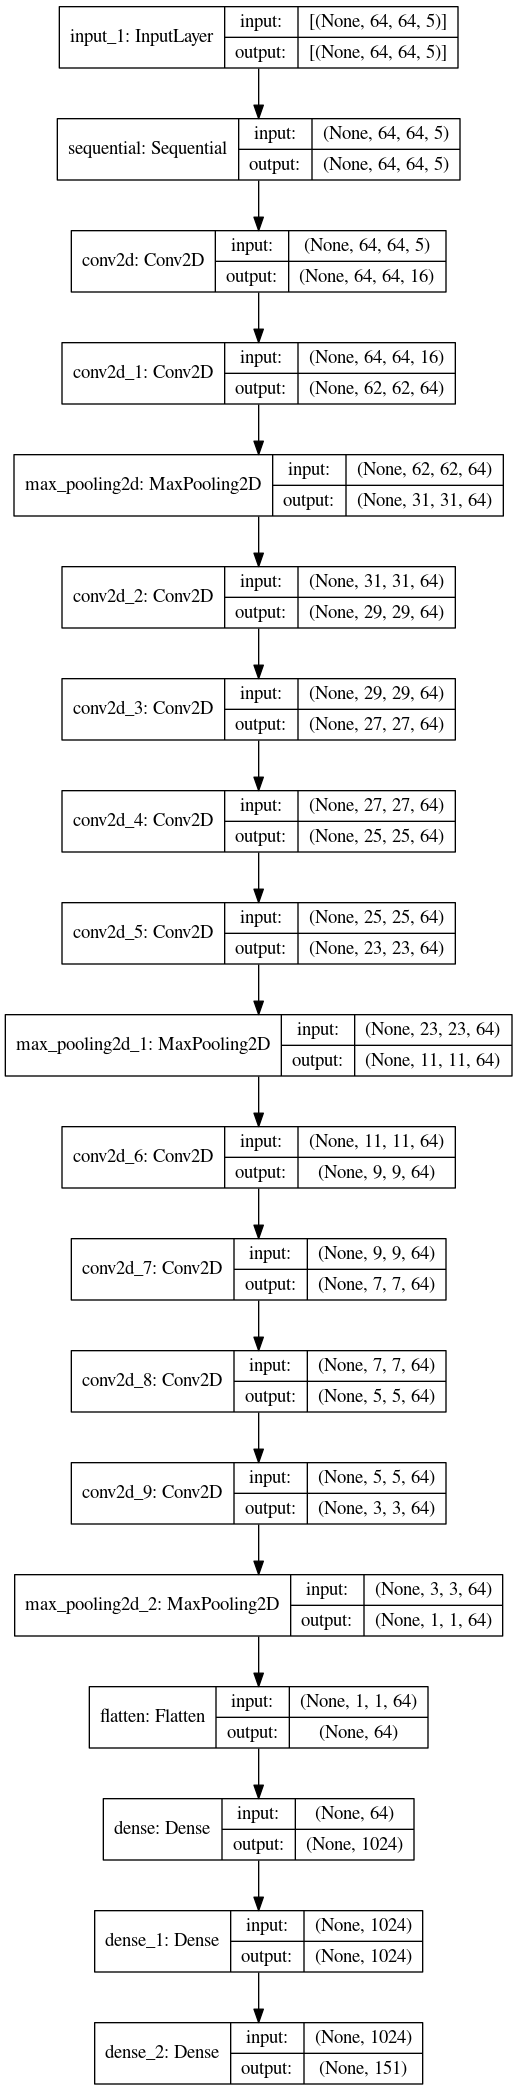 input_1: InputLayer
input: [(None, 64, 64, 5)]
output: [(None, 64, 64, 5)]
sequential: Sequential
input: (None, 64, 64, 5)
output: (None, 64, 64, 5)
conv2d: Conv2D
input: (None, 64, 64, 5)
output: (None, 64, 64, 16)
conv2d_1: Conv2D
input: (None, 64, 64, 16)
output: (None, 62, 62, 64)
max_pooling2d: MaxPooling2D
input: (None, 62, 62, 64)
output: (None, 31, 31, 64)
conv2d_2: Conv2D
input: (None, 31, 31, 64)
output: (None, 29, 29, 64)
conv2d_3: Conv2D
input: (None, 29, 29, 64)
output: (None, 27, 27, 64)
conv2d_4: Conv2D
input: (None, 27, 27, 64)
output: (None, 25, 25, 64)
conv2d_5: Conv2D
input: (None, 25, 25, 64)
output: (None, 23, 23, 64)
max_pooling2d_1: MaxPooling2D
input: (None, 23, 23, 64)
output: (None, 11, 11, 64)
conv2d_6: Conv2D
input: (None, 11, 11, 64)
output: (None, 9, 9, 64)
conv2d_7: Conv2D
input: (None, 9, 9, 64)
output: (None, 7, 7, 64)
conv2d_8: Conv2D
input: (None, 7, 7, 64)
output: (None, 5, 5, 64)
conv2d_9: Conv2D
input: (None, 5, 5, 64)
output: (None, 3, 3, 64)
max_pooling2d_2: MaxPooling2D
input: (None, 3, 3, 64)
output: (None, 1, 1, 64)
flatten: Flatten
input: (None, 1, 1, 64)
output: (None, 64)
dense: Dense
input: (None, 64)
output: (None, 1024)
dense_1: Dense
input: (None, 1024)
output: (None, 1024)
dense_2: Dense
input: (None, 1024)
output: (None, 151)